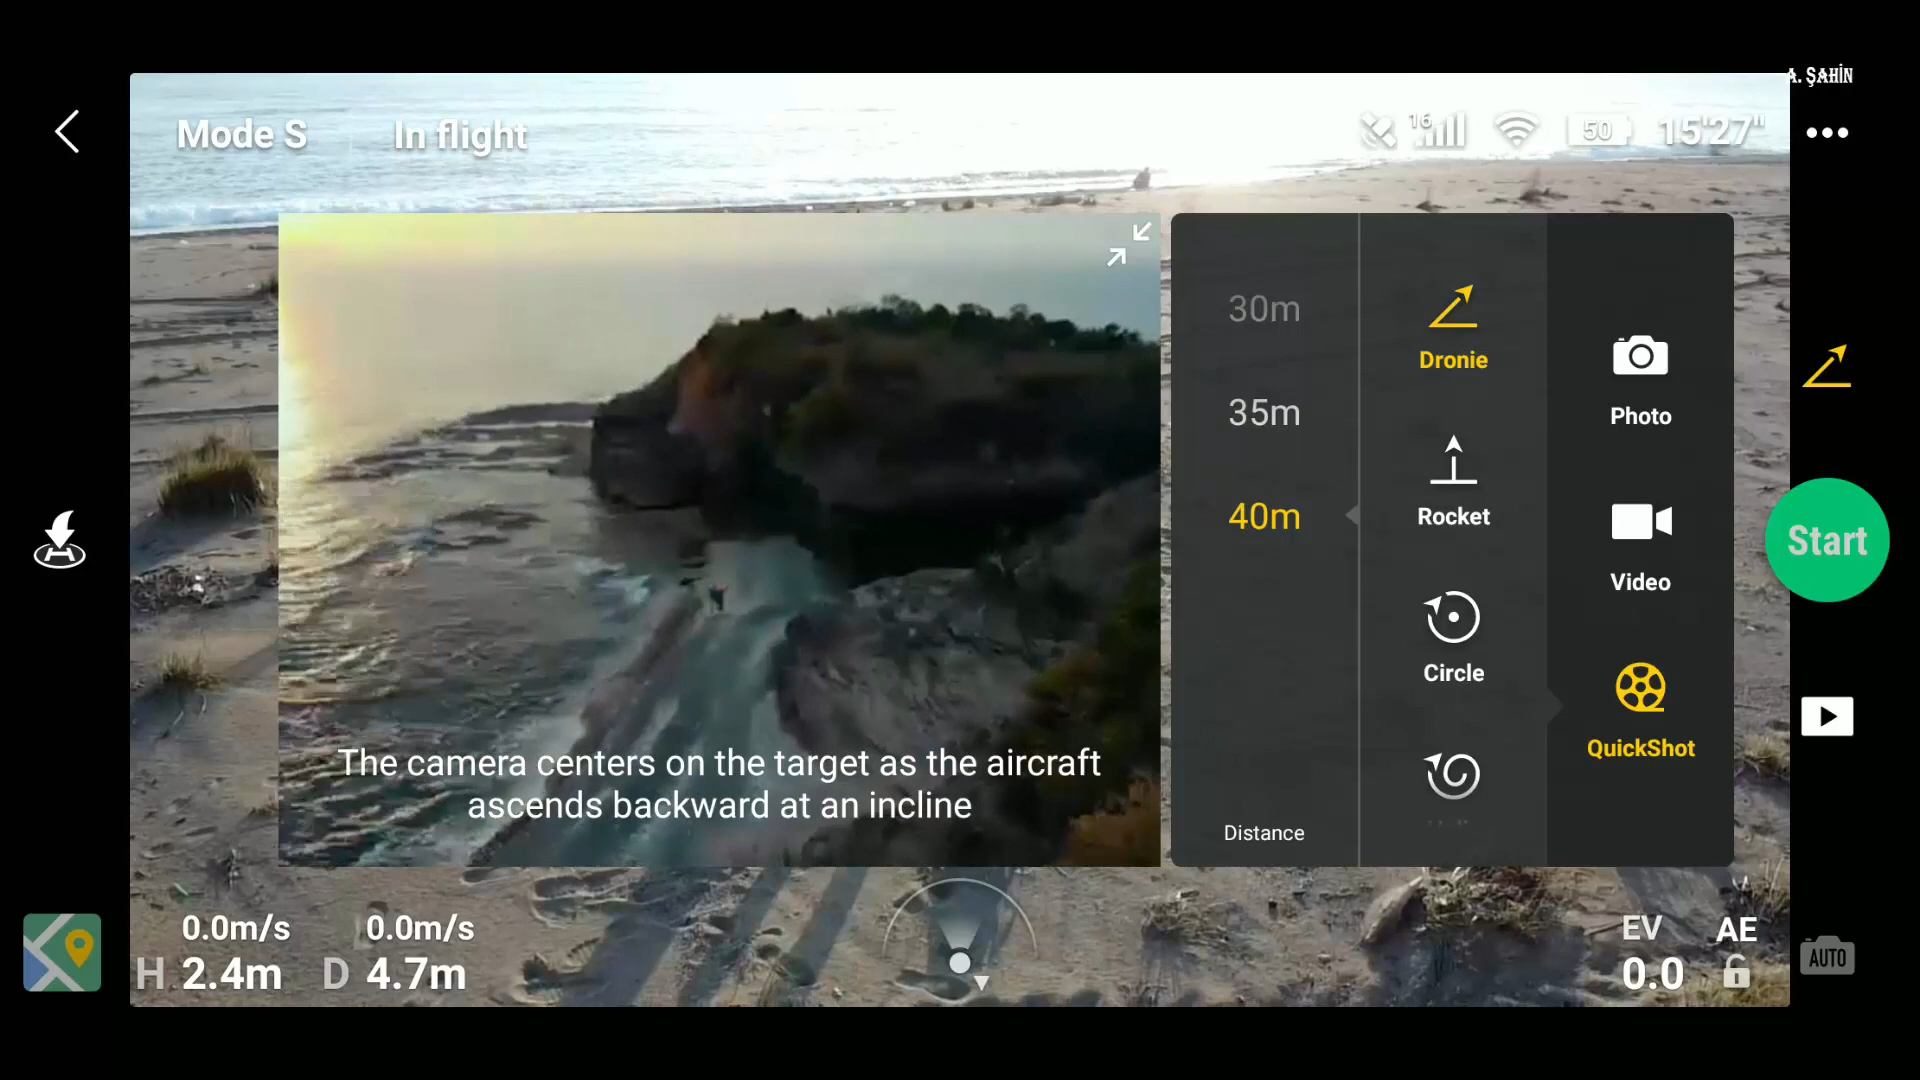 A. ŞAHİN
Mode S
In flight
16
50
15'27"
30m
35m
40m
Distance
Dronie
Rocket
Circle
Photo
Video
QuickShot
Start
The camera centers on the target as the aircraft
ascends backward at an incline
0.0m/s
0.0m/s
H 2.4m
D 4.7m
EV
0.0
AE
AUTO